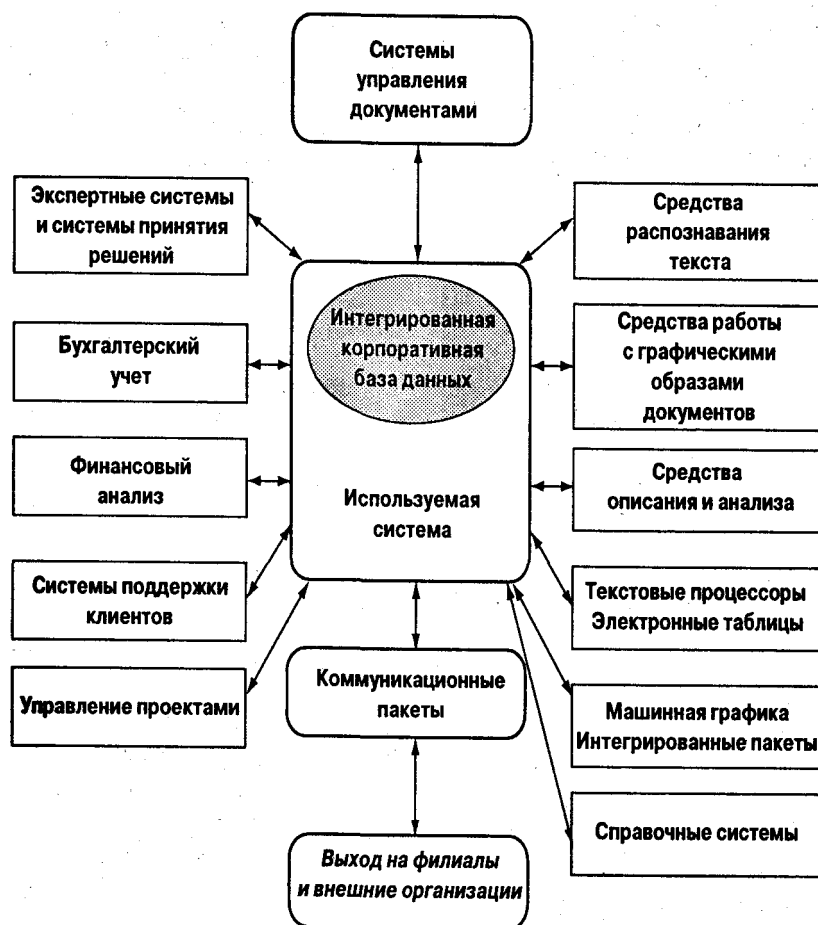 Системы
управления
документами
Экспертные системы
и системы принятия
решений
Средства
распознавания
текста
Интегрированная
корпоративная
база данных
Бухгалтерский
учет
Средства работы
с графическими
образами
документов
Финансовый
анализ
Используемая
система
Средства
описания и анализа
Системы поддержки
клиентов
Текстовые процессоры
Электронные таблицы
Управление проектами
Коммуникационные
пакеты
Машинная графика
Интегрированные пакеты
Справочные системы
Выход на филиалы
и внешние организации